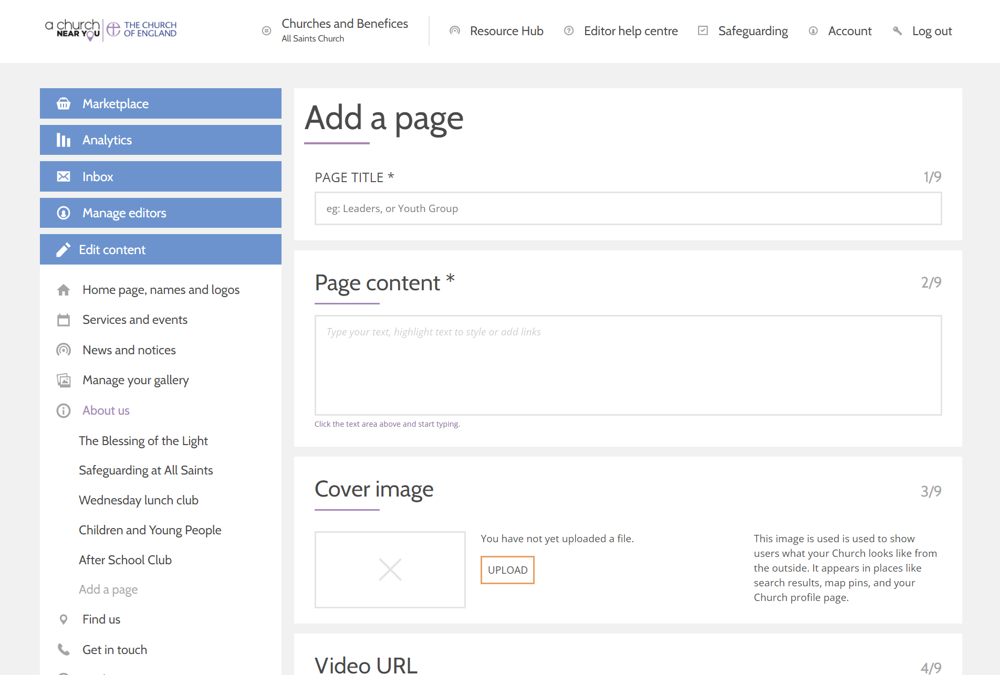 a church
NEAR YOU
THE CHURCH
OF ENGLAND
Churches and Benefices
All Saints Church
Resource Hub
Editor help centre
Safeguarding
Account
Log out
Marketplace
Analytics
Inbox
Manage editors
Edit content
Home page, names and logos
Services and events
News and notices
Manage your gallery
About us
The Blessing of the Light
Safeguarding at All Saints
Wednesday lunch club
Children and Young People
After School Club
Add a page
Find us
Get in touch
Add a page
PAGE TITLE *
1/9
eg: Leaders, or Youth Group
Page content *
2/9
Type your text, highlight text to style or add links
Click the text area above and start typing.
Cover image
3/9
You have not yet uploaded a file.
UPLOAD
This image is used is used to show
users what your Church looks like from
the outside. It appears in places like
search results, map pins, and your
Church profile page.
Video URL
4/9